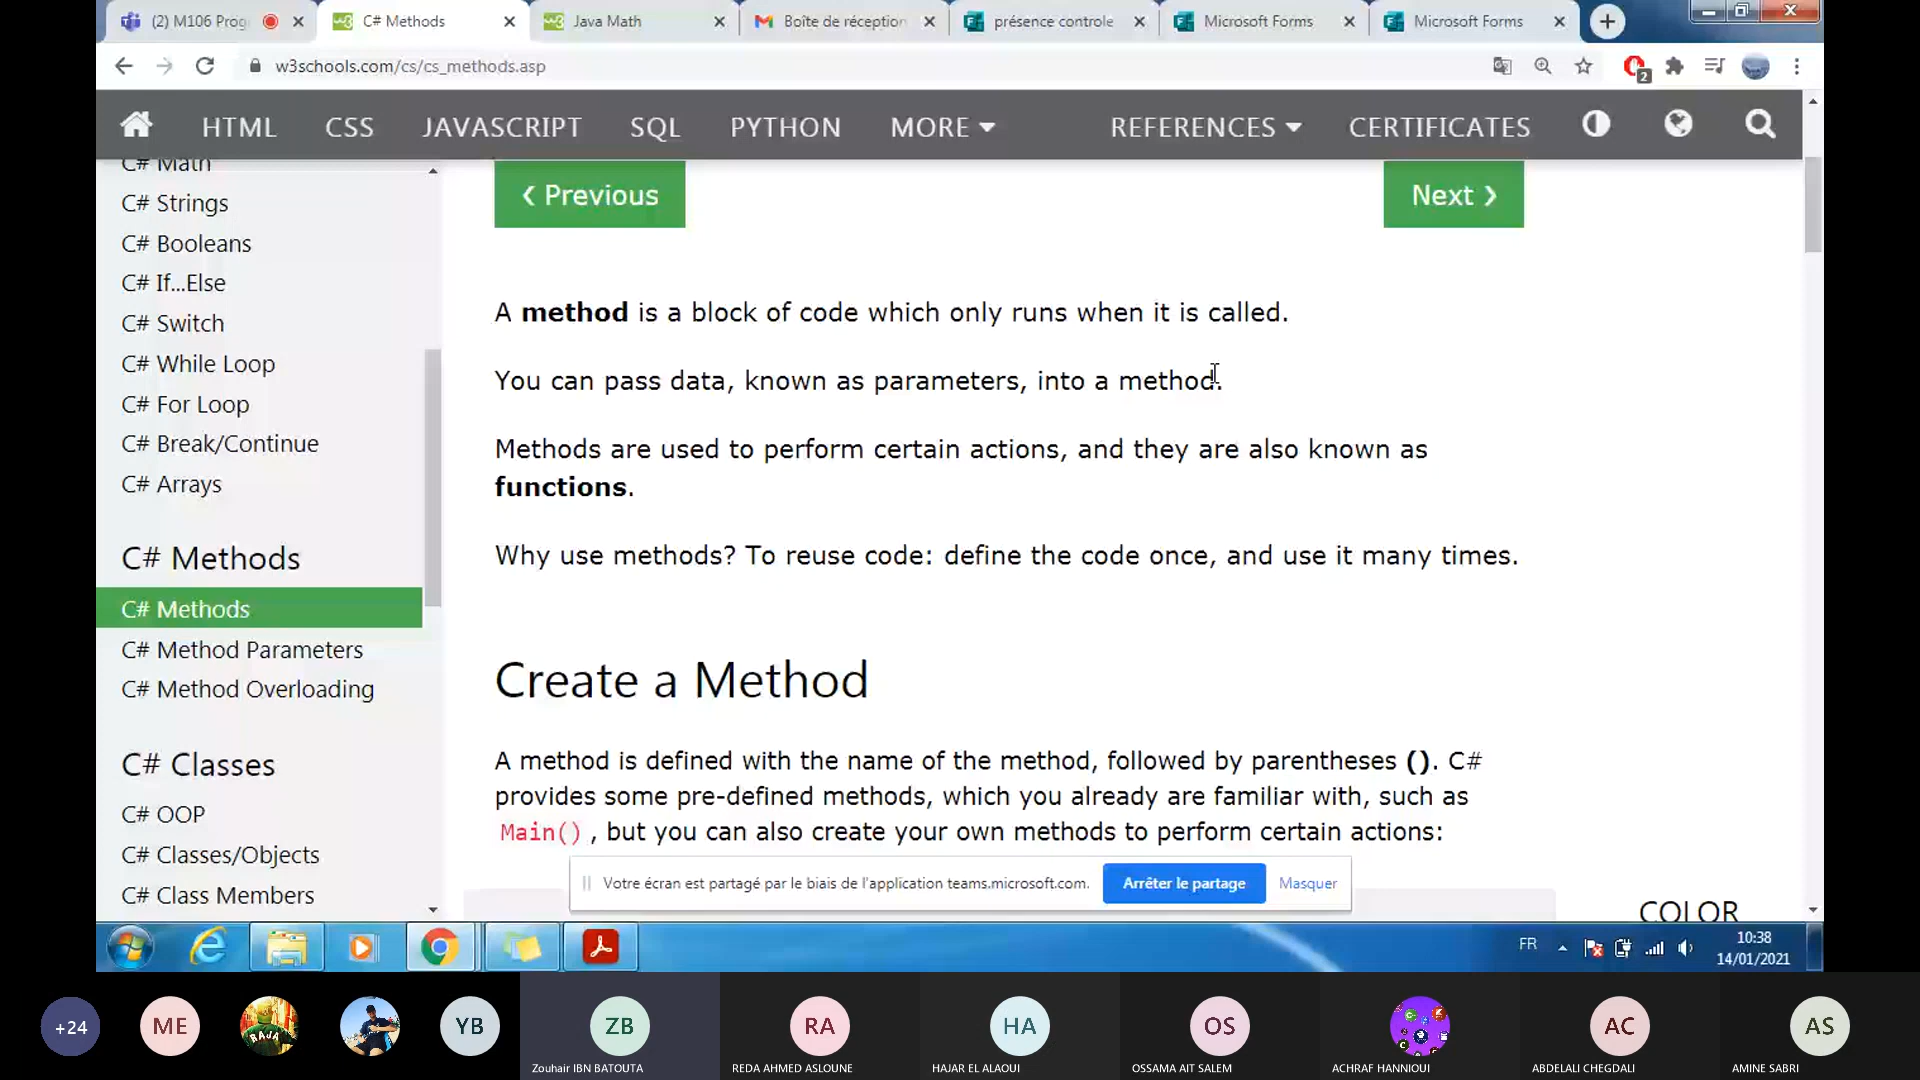 (2) M106 Prog
C# Methods
Java Math
Boîte de réception
présence controle
Microsoft Forms
Microsoft Forms
w3schools.com/cs/cs_methods.asp
2
HTML
CSS
JAVASCRIPT
SQL
PYTHON
MORE
REFERENCES
CERTIFICATES
C# Math
C# Strings
C# Booleans
C# If...Else
C# Switch
C# While Loop
C# For Loop
C# Break/Continue
C# Arrays
C# Methods
C# Methods
C# Method Parameters
C# Method Overloading
C# Classes
C# OOP
C# Classes/Objects
C# Class Members
❮ Previous
Next ❯
A method is a block of code which only runs when it is called.
You can pass data, known as parameters, into a method.
Methods are used to perform certain actions, and they are also known as
functions.
Why use methods? To reuse code: define the code once, and use it many times.
Create a Method
A method is defined with the name of the method, followed by parentheses (). C#
provides some pre-defined methods, which you already are familiar with, such as
Main() , but you can also create your own methods to perform certain actions:
Votre écran est partagé par le biais de l'application teams.microsoft.com.
Arrêter le partage
Masquer
COLOR
FR
10:38
14/01/2021
+24
ME
RAJA
YB
ZB
RA
HA
OS
AC
AS
Zouhair IBN BATOUTA
REDA AHMED ASLOUNE
HAJAR EL ALAOUI
OSSAMA AIT SALEM
ACHRAF HANNIOUI
ABDELALI CHEGDALI
AMINE SABRI